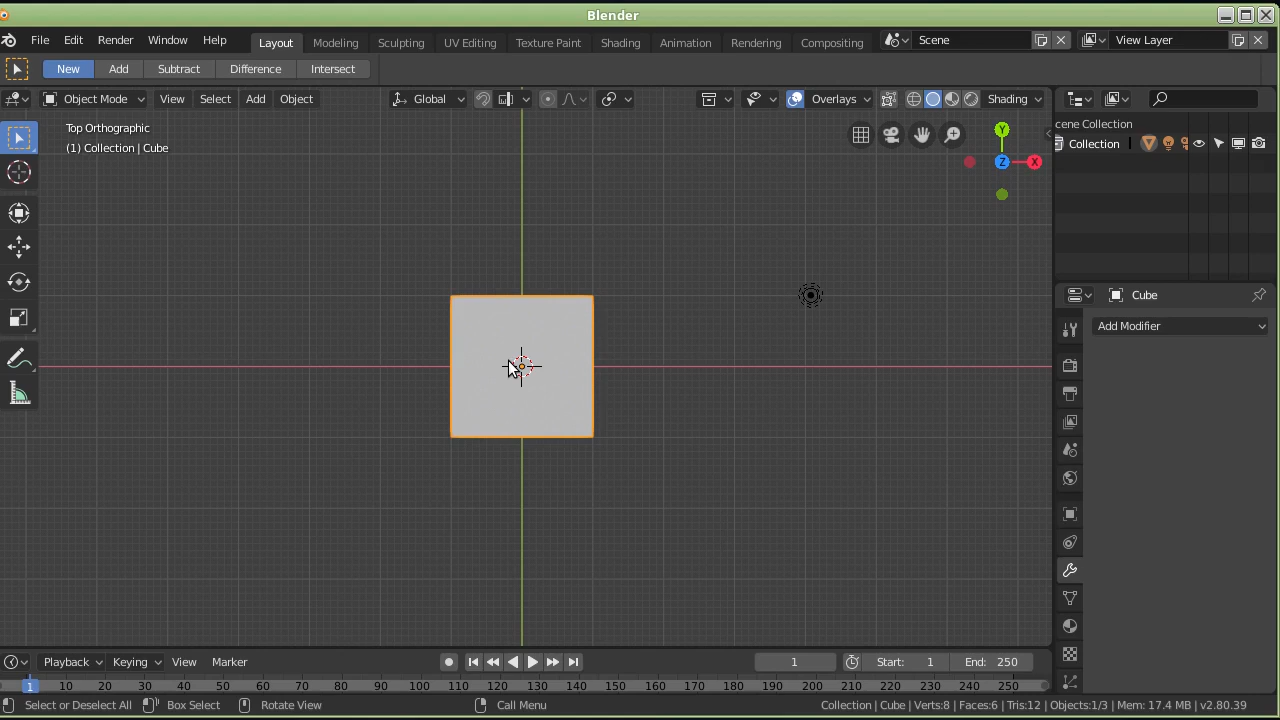 Blender
File Edit Render Window Help Layout Modeling Sculpting UV Editing Texture Paint Shading Animation Rendering Compositing Scene View Layer
New Add Subtract Difference Intersect
Object Mode View Select Add Object Global Overlays Shading
Top Orthographic
(1) Collection | Cube
Y
Z
X
cene Collection
Collection
Cube
Add Modifier
Playback Keying View Marker 1 Start: 1 End: 250
1 10 20 30 40 50 60 70 80 90 100 110 120 130 140 150 160 170 180 190 200 210 220 230 240 250
Select or Deselect All Box Select Rotate View Call Menu Collection | Cube | Verts:8 | Faces:6 | Tris:12 | Objects:1/3 | Mem: 17.4 MB | v2.80.39